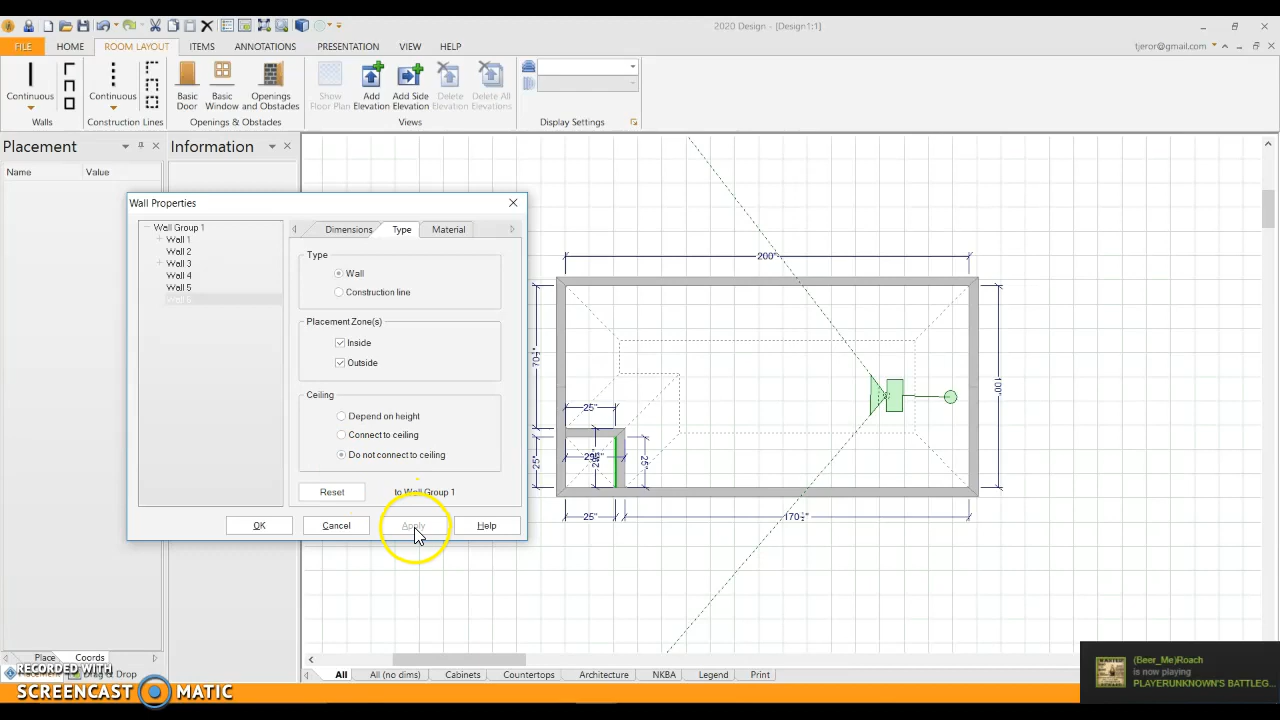 2020 Design - [Design1:1]
FILE HOME ROOM LAYOUT ITEMS ANNOTATIONS PRESENTATION VIEW HELP
tjeror@gmail.com
Continuous
Walls
Continuous
Construction Lines
Basic Door
Basic Window
Openings and Obstacles
Openings & Obstacles
Show Floor Plan
Add Elevation
Add Side Elevation
Delete Elevation
Delete All Elevations
Views
Display Settings
Placement
Name Value
Information
Wall Properties
Wall Group 1
Wall 1
Wall 2
Wall 3
Wall 4
Wall 5
Wall 6
Dimensions Type Material
Type
Wall
Construction line
Placement Zone(s)
Inside
Outside
Ceiling
Depend on height
Connect to ceiling
Do not connect to ceiling
Reset to Wall Group 1
OK Cancel Apply Help
200"
100"
25"
25"
25"
25"
Place Coords
Placement Drag & Drop
All All (no dims) Cabinets Countertops Architecture NKBA Legend Print
RECORDED WITH
SCREENCAST MATIC
(Beer_Me)Roach
is now playing
PLAYERUNKNOWN'S BATTLEG...